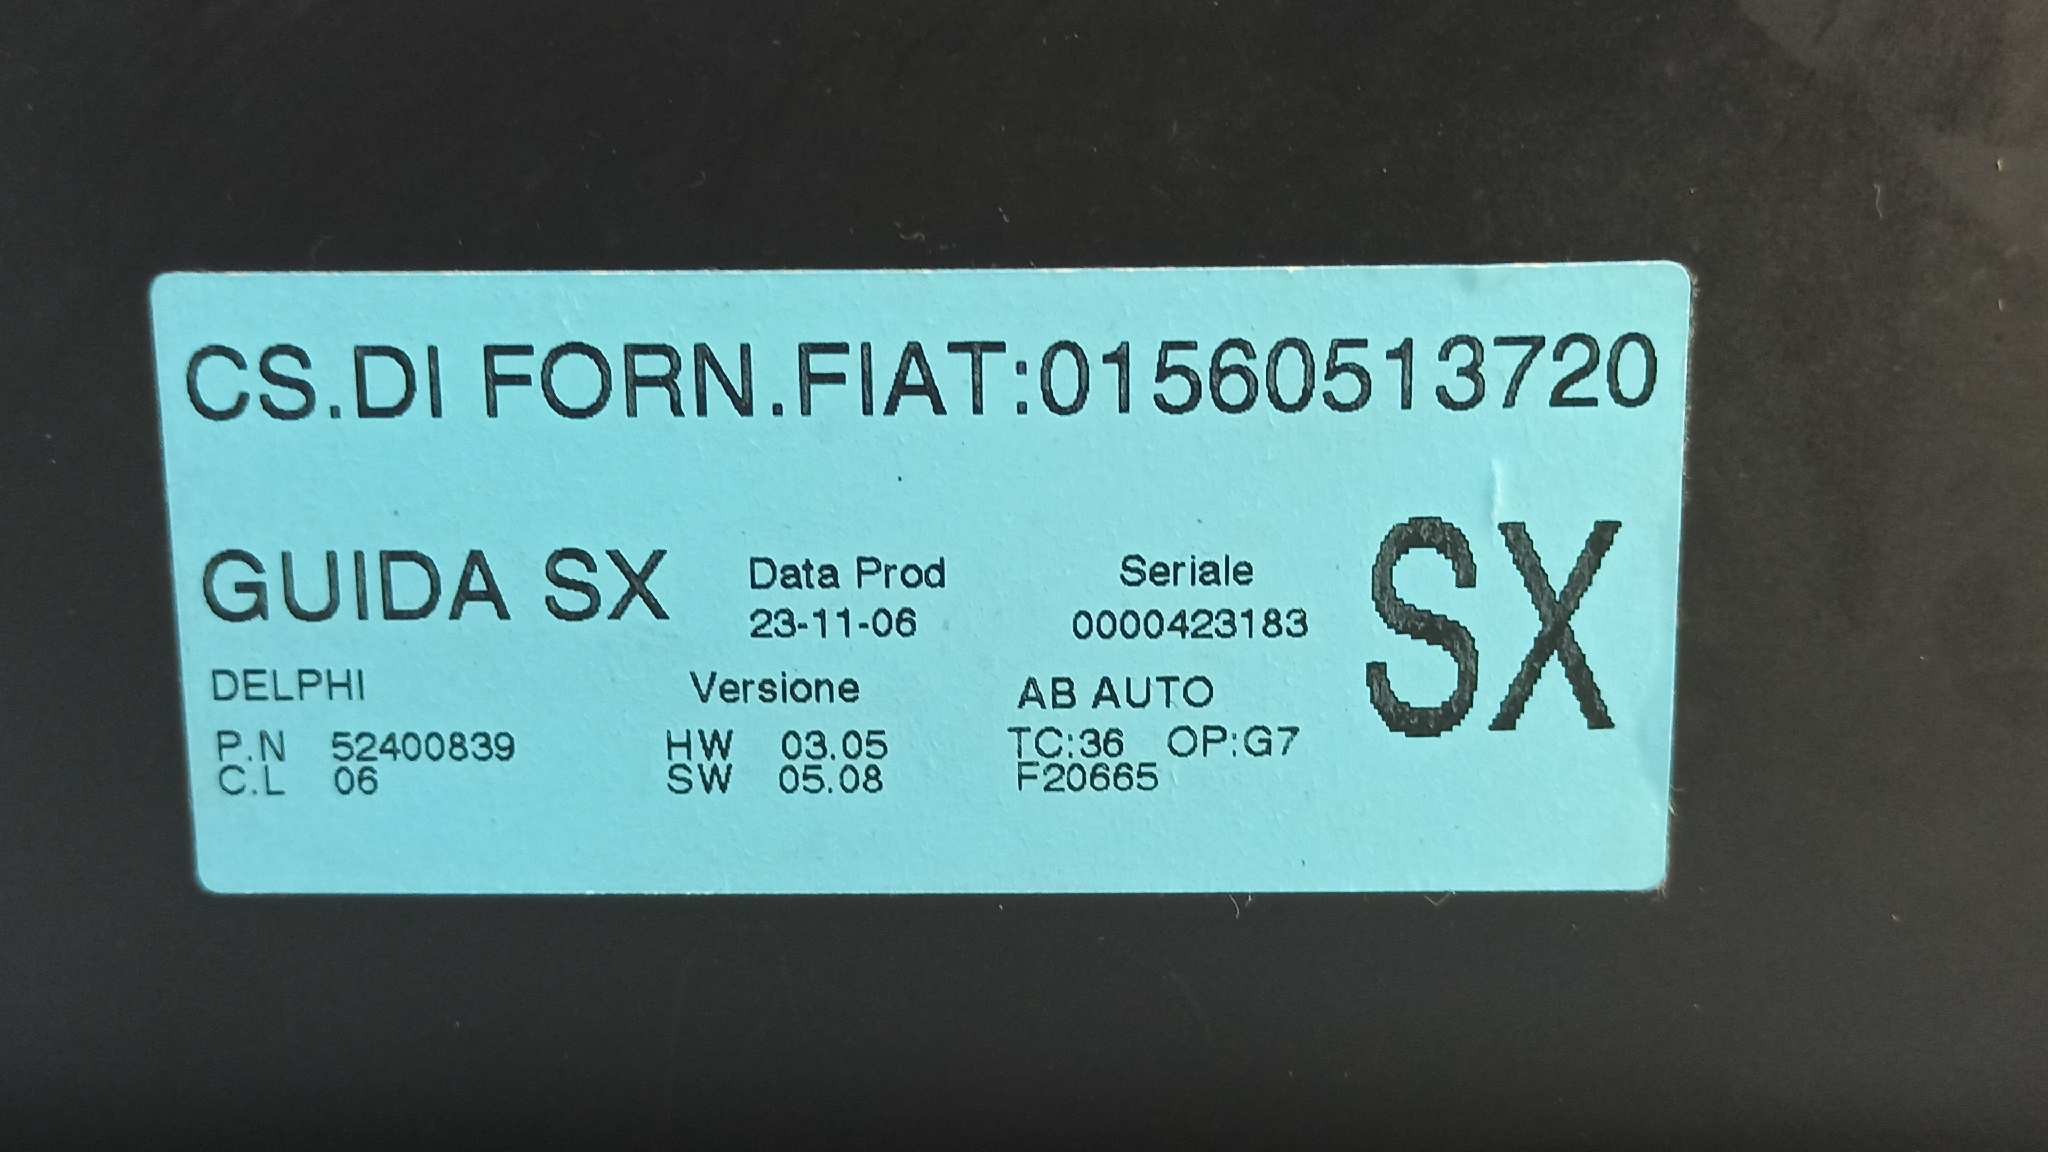 CS.DI FORN.FIAT:01560513720
GUIDA SX
Data Prod
23-11-06
Seriale
0000423183
SX
DELPHI
P.N 52400839
C.L 06
Versione
HW 03.05
SW 05.08
AB AUTO
TC:36 OP:G7
F20665